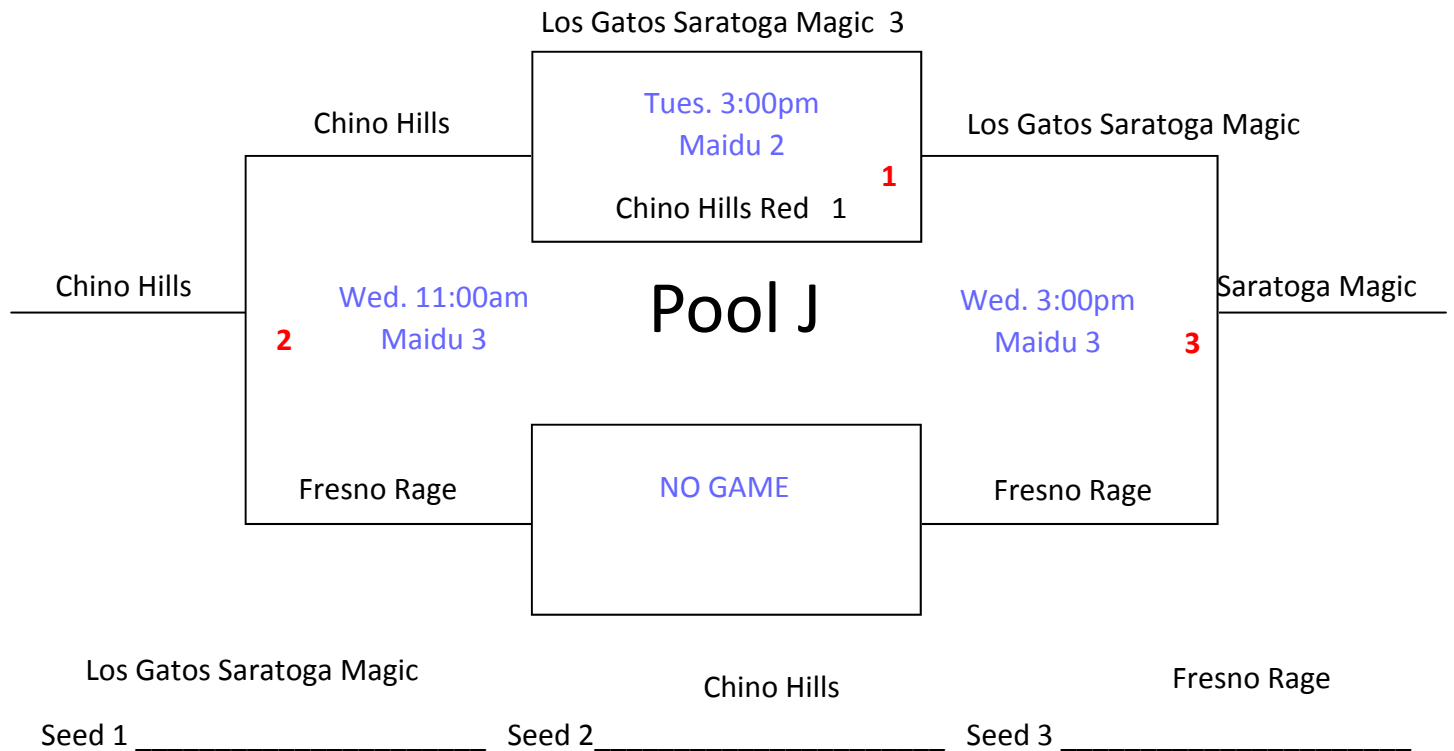 Los Gatos Saratoga Magic 3
Tues. 3:00pm
Maidu 2
1
Chino Hills Red 1
Chino Hills
Los Gatos Saratoga Magic
Chino Hills
Wed. 11:00am
Maidu 3
2
Pool J
Wed. 3:00pm
Maidu 3
3
Saratoga Magic
Fresno Rage
NO GAME
Fresno Rage
Los Gatos Saratoga Magic
Chino Hills
Fresno Rage
Seed 1 ______________________ Seed 2______________________ Seed 3 ______________________